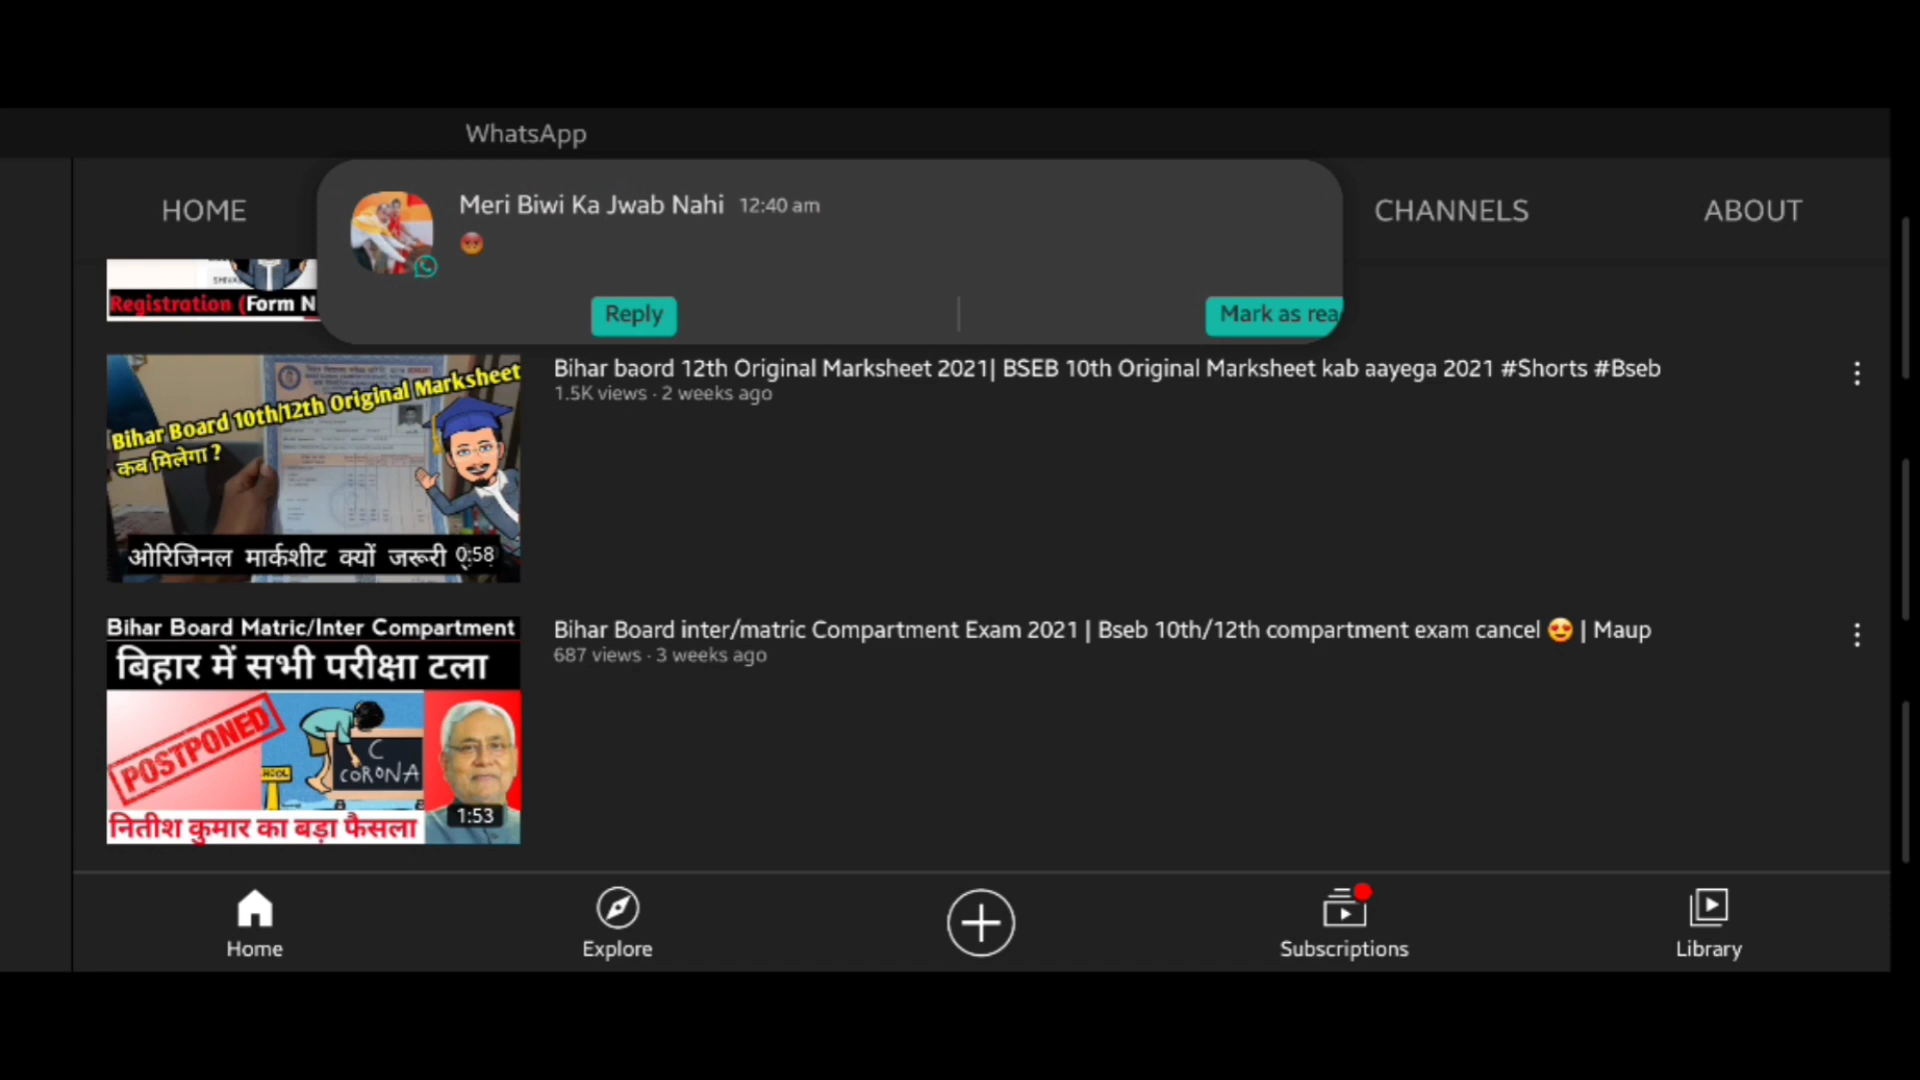 WhatsApp
Meri Biwi Ka Jwab Nahi 12:40 am
Reply
Mark as rea
HOME
CHANNELS
ABOUT
Registration (Form N
Bihar Board 10th/12th Original Marksheet
कब मिलेगा ?
ओरिजिनल मार्कशीट क्यों जरूरी
0:58
Bihar baord 12th Original Marksheet 2021| BSEB 10th Original Marksheet kab aayega 2021 #Shorts #Bseb
1.5K views · 2 weeks ago
Bihar Board Matric/Inter Compartment
बिहार में सभी परीक्षा टला
POSTPONED
C
CORONA
1:53
नितीश कुमार का बड़ा फैसला
Bihar Board inter/matric Compartment Exam 2021 | Bseb 10th/12th compartment exam cancel 😍 | Maup
687 views · 3 weeks ago
Home
Explore
Subscriptions
Library